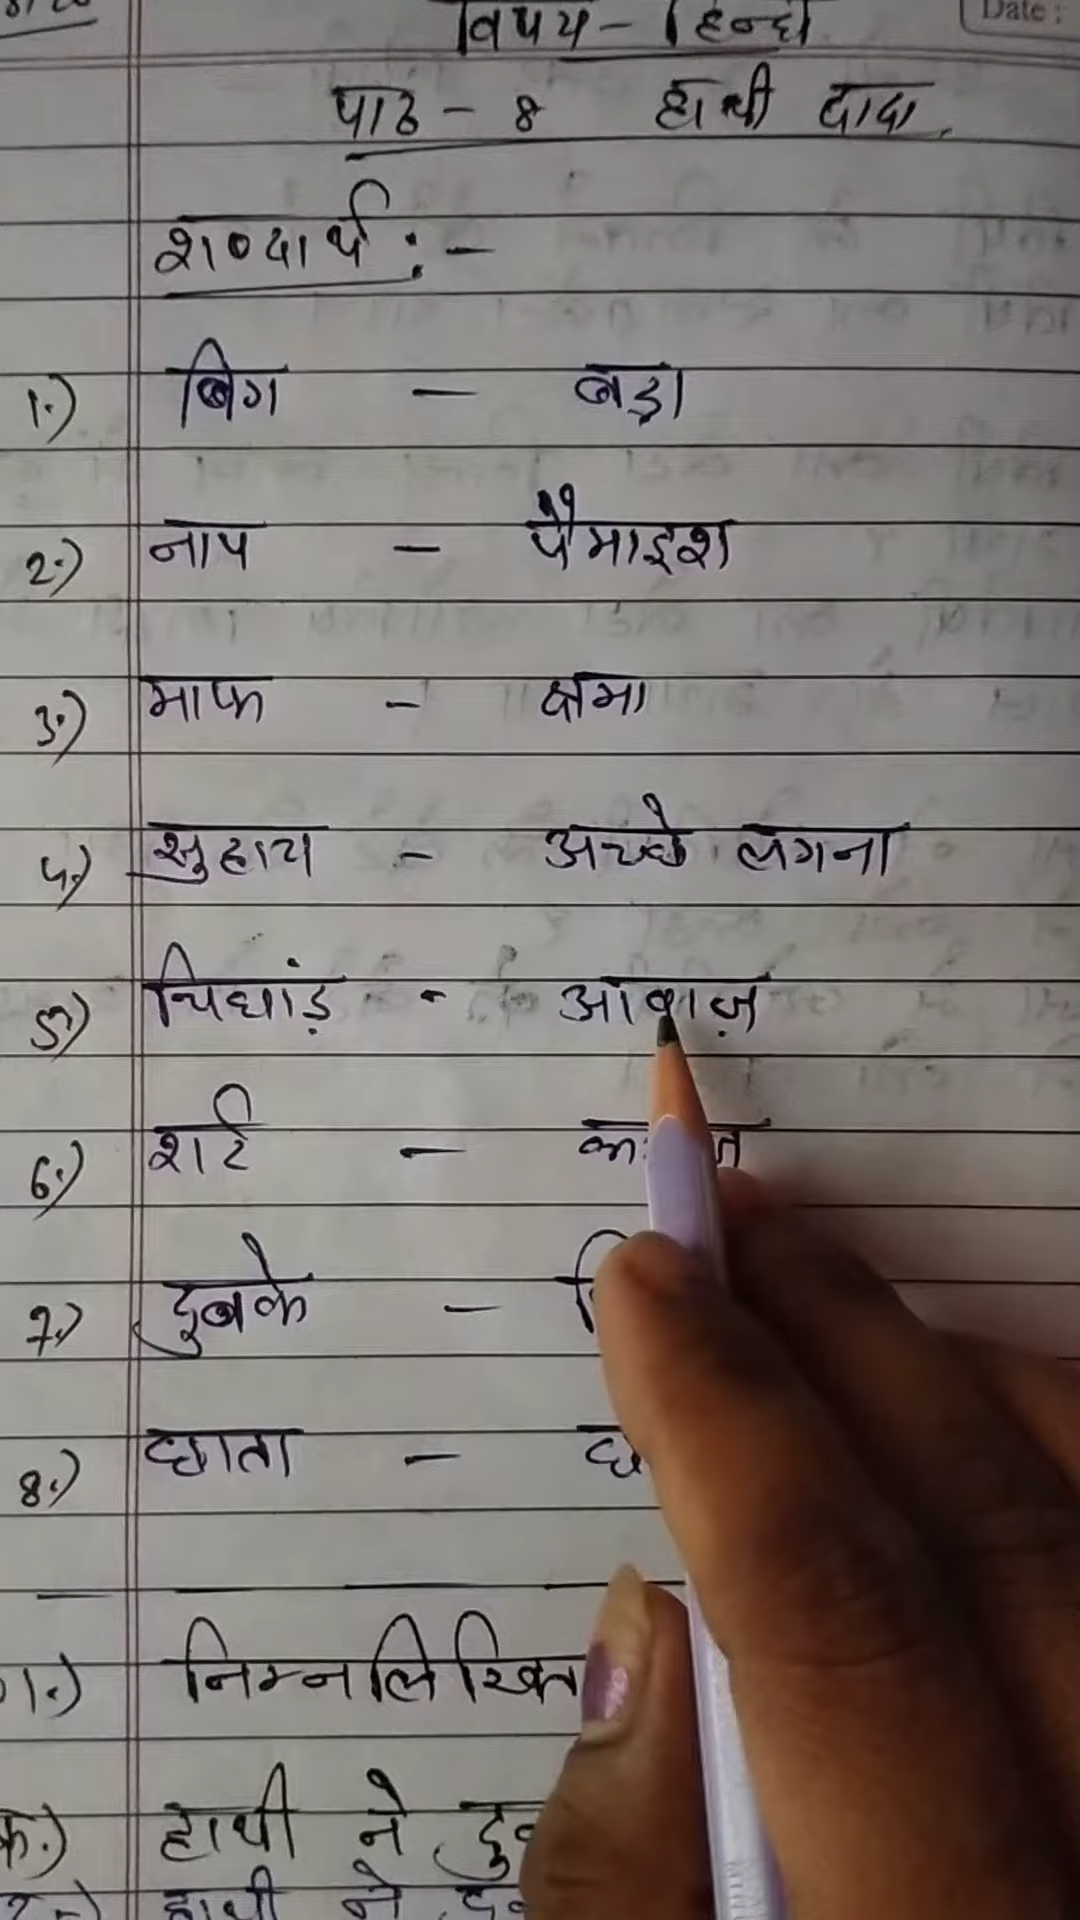 विषय - हिन्दी
Date :
पाठ - 8 हाथी दादा
शब्दार्थ :-
1.) बिग - बड़ा
2.) नाप - पैमाइश
3.) माफ - क्षमा
4.) सुहाय - अच्छे लगना
5.) चिघांड़ - आवाज़
6.) शर्ट -
7.) दुबके -
8.) छाता -
निम्नलिखित
क.) हाथी ने
हाथी ने